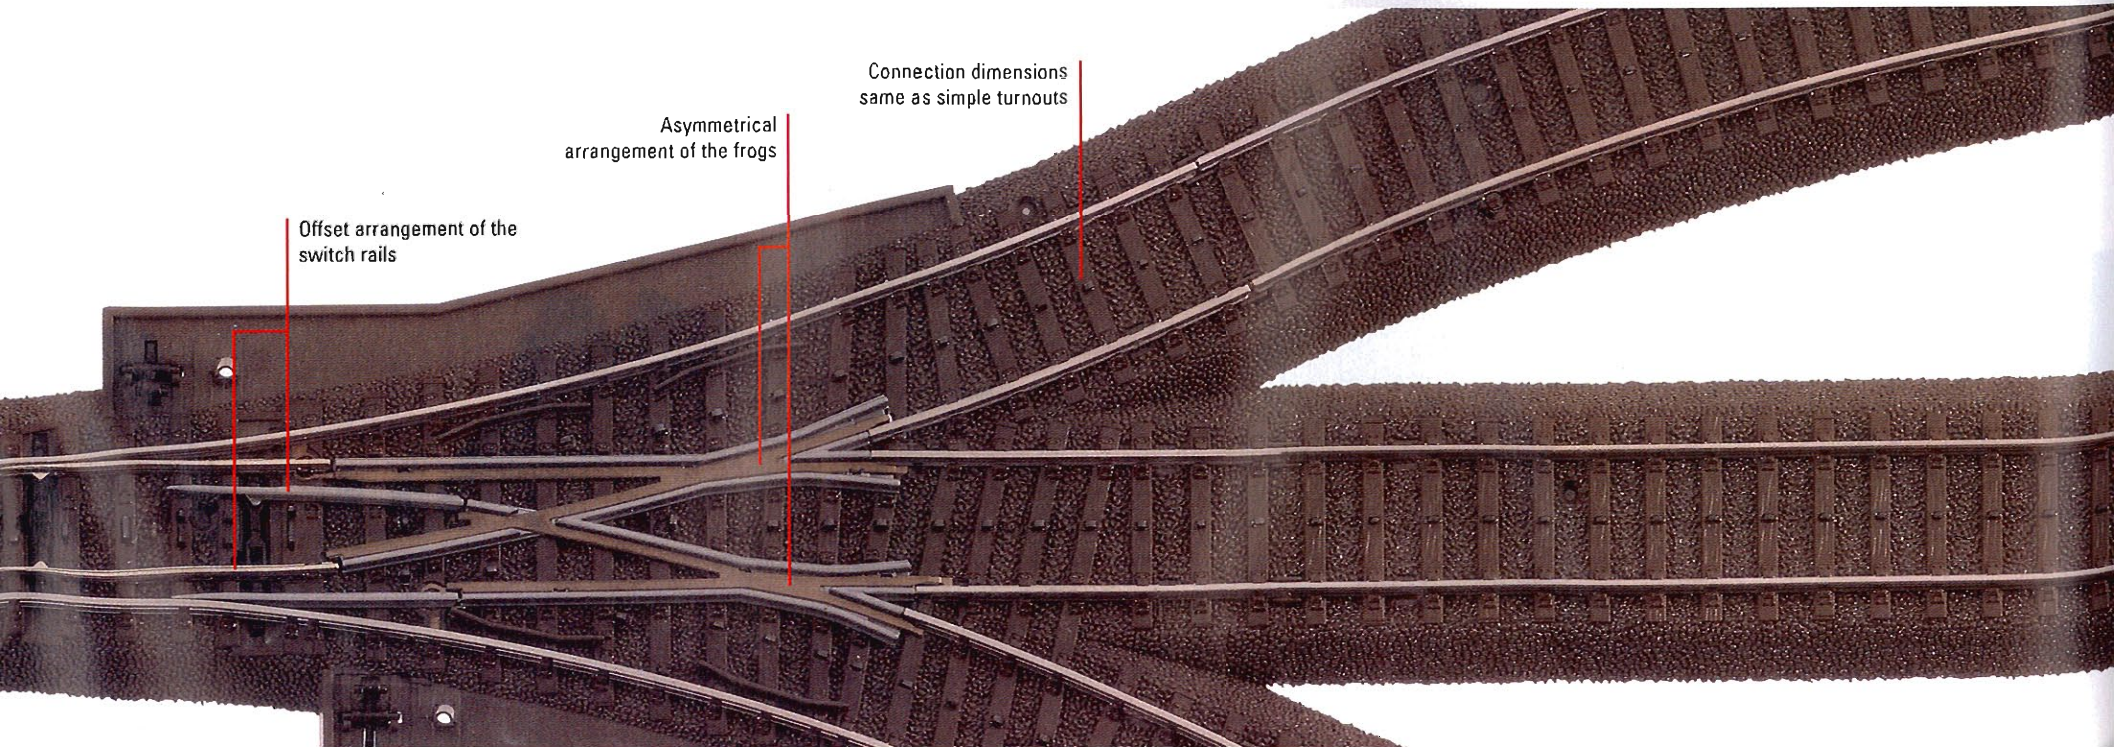 Connection dimensions
same as simple turnouts
Asymmetrical
arrangement of the frogs
Offset arrangement of the
switch rails